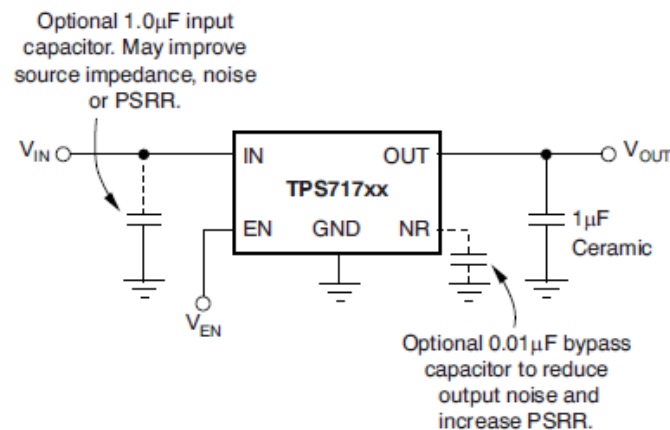 Optional 1.0μF input
capacitor. May improve
source impedance, noise
or PSRR.
VIN
IN
OUT
VOUT
TPS717xx
EN
GND
NR
1μF
Ceramic
VEN
Optional 0.01μF bypass
capacitor to reduce
output noise and
increase PSRR.